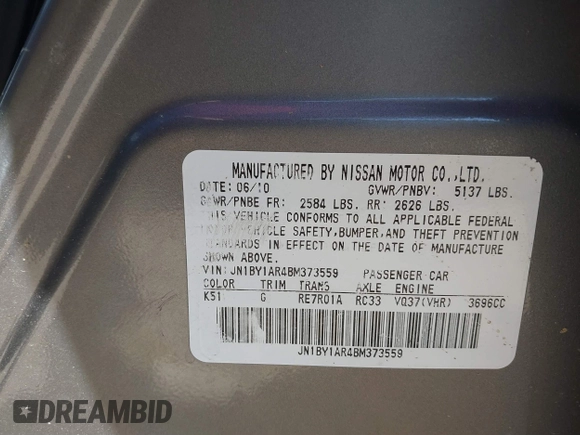 MANUFACTURED BY NISSAN MOTOR CO.,LTD.
DATE: 06/10 GVWR/PNBV: 5137 LBS.
GAWR/PNBE FR: 2584 LBS. RR: 2626 LBS.
THIS VEHICLE CONFORMS TO ALL APPLICABLE FEDERAL
MOTOR VEHICLE SAFETY, BUMPER, AND THEFT PREVENTION
STANDARDS IN EFFECT ON THE DATE OF MANUFACTURE
SHOWN ABOVE.
VIN: JN1BY1AR4BM373559 PASSENGER CAR
COLOR TRIM TRANS AXLE ENGINE
K51 G RE7R01A RC33 VQ37(VHR) 3696CC
JN1BY1AR4BM373559
DREAMBID